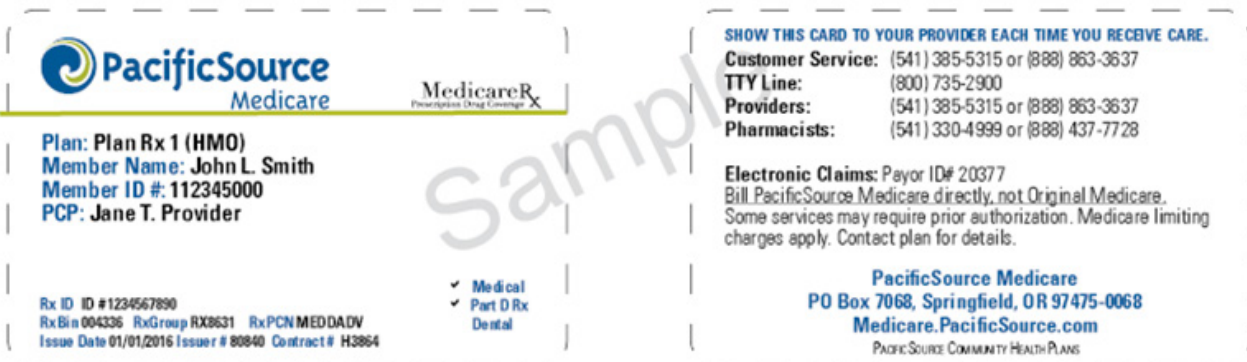 PacificSource
Medicare
MedicareRx
Prescription Drug Coverage
Plan: Plan Rx 1 (HMO)
Member Name: John L. Smith
Member ID #: 112345000
PCP: Jane T. Provider
✓ Medical
✓ Part D Rx
Dental
Rx ID ID #1234567890
RxBin 004336 RxGroup RX8631 RxPCN MEDDADV
Issue Date 01/01/2016 Issuer # 80840 Contract # H3864
Sample
SHOW THIS CARD TO YOUR PROVIDER EACH TIME YOU RECEIVE CARE.
Customer Service: (541) 385-5315 or (888) 863-3637
TTY Line: (800) 735-2900
Providers: (541) 385-5315 or (888) 863-3637
Pharmacists: (541) 330-4999 or (888) 437-7728
Electronic Claims: Payor ID# 20377
Bill PacificSource Medicare directly, not Original Medicare.
Some services may require prior authorization. Medicare limiting
charges apply. Contact plan for details.
PacificSource Medicare
PO Box 7068, Springfield, OR 97475-0068
Medicare.PacificSource.com
PACIFICSOURCE COMMUNITY HEALTH PLANS